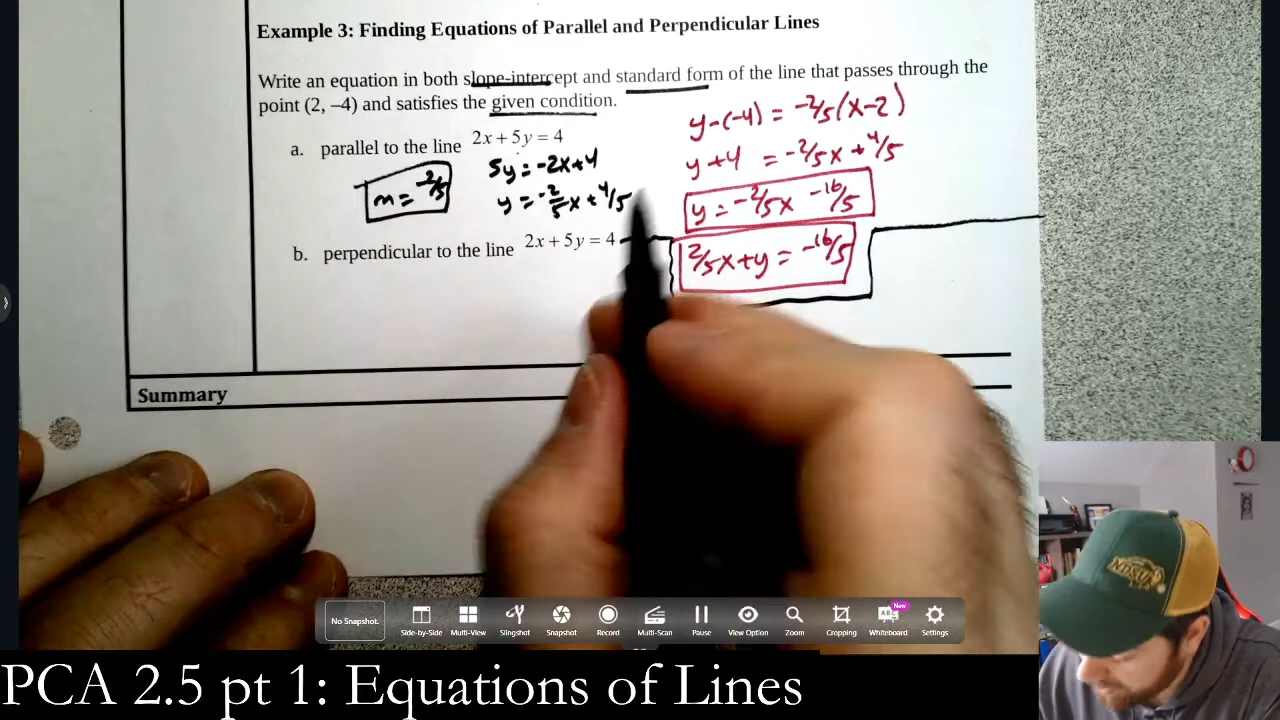 Example 3: Finding Equations of Parallel and Perpendicular Lines
Write an equation in both slope-intercept and standard form of the line that passes through the
point (2, –4) and satisfies the given condition.
a. parallel to the line 2x + 5y = 4
5y = -2x+4
m = -2/5
y = -2/5x + 4/5
y-(-4) = -2/5(x-2)
y+4 = -2/5x + 4/5
y = -2/5x -16/5
2/5x+y = -16/5
b. perpendicular to the line 2x + 5y = 4
Summary
No Snapshot.
Side-by-Side Multi-View Slingshot Snapshot Record Multi-Scan Pause View Option Zoom Cropping Whiteboard Settings
New
ABC
NDSU
PCA 2.5 pt 1: Equations of Lines